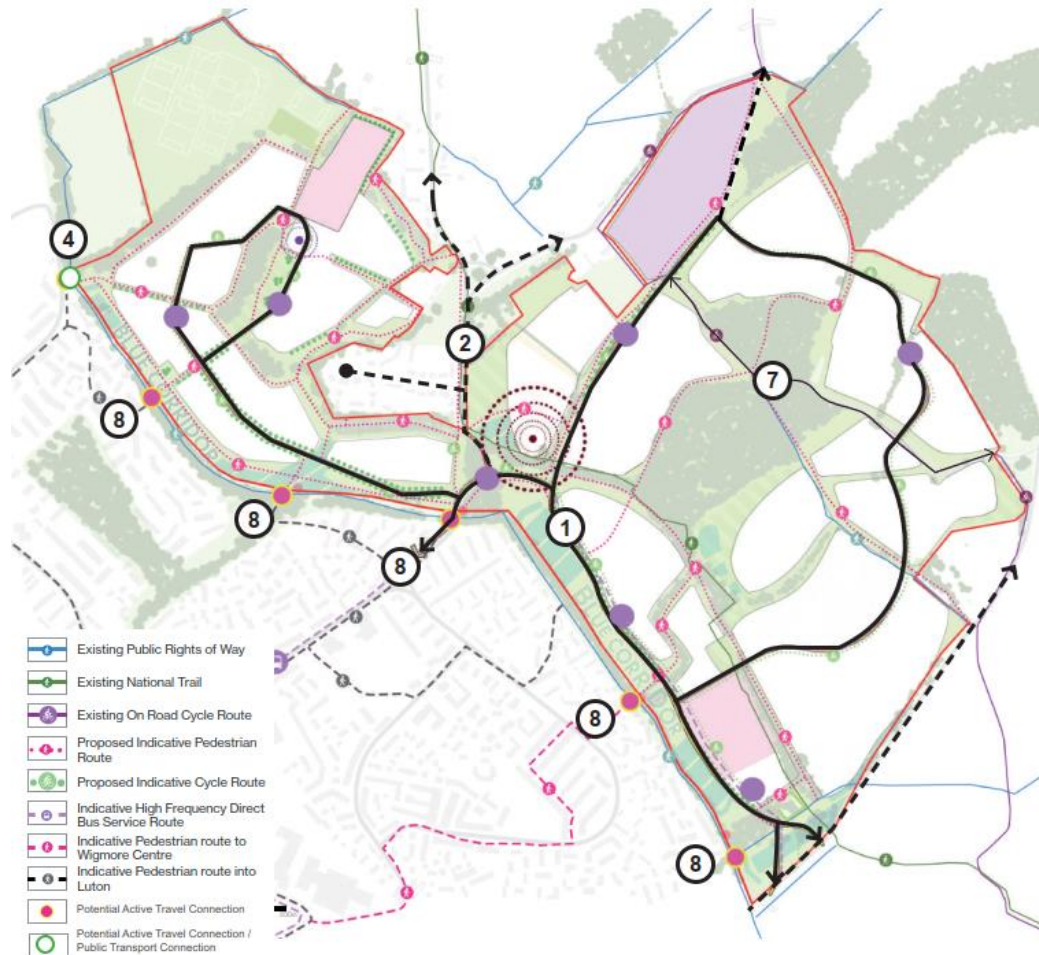 4
2
7
8
BLUE CORRIDOR
8
1
8
BLUE CORRIDOR
8
8
Existing Public Rights of Way
Existing National Trail
Existing On Road Cycle Route
Proposed Indicative Pedestrian
Route
Proposed Indicative Cycle Route
Indicative High Frequency Direct
Bus Service Route
Indicative Pedestrian route to
Wigmore Centre
Indicative Pedestrian route into
Luton
Potential Active Travel Connection
Potential Active Travel Connection /
Public Transport Connection